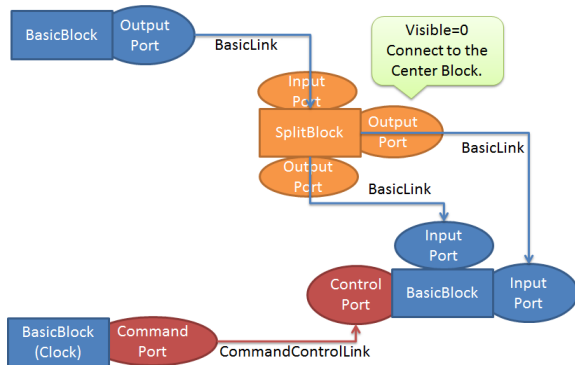 BasicBlock
Output
Port
BasicLink
Visible=0
Connect to the
Center Block.
Input
Port
SplitBlock
Output
Port
BasicLink
Output
Port
BasicLink
Input
Port
Control
Port
BasicBlock
Input
Port
BasicBlock
(Clock)
Command
Port
CommandControlLink